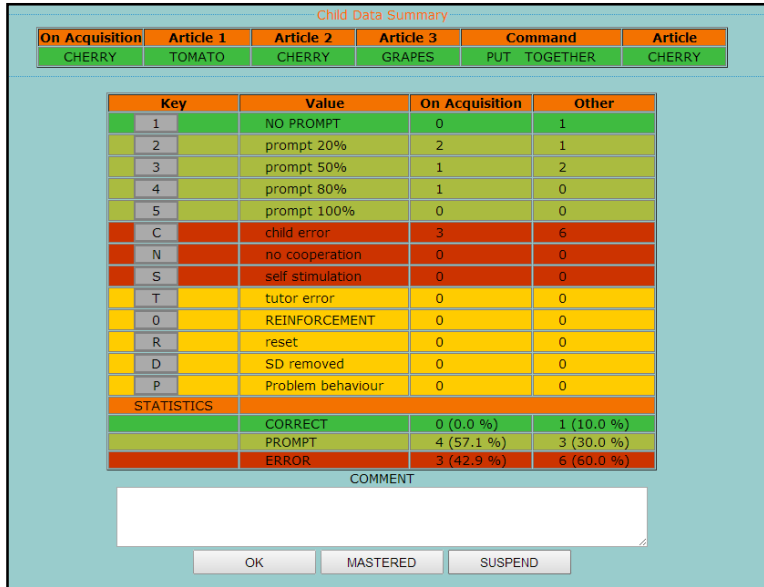 Child Data Summary
On Acquisition Article 1 Article 2 Article 3 Command Article
CHERRY TOMATO CHERRY GRAPES PUT TOGETHER CHERRY
Key Value On Acquisition Other
1 NO PROMPT 0 1
2 prompt 20% 2 1
3 prompt 50% 1 2
4 prompt 80% 1 0
5 prompt 100% 0 0
C child error 3 6
N no cooperation 0 0
S self stimulation 0 0
T tutor error 0 0
0 REINFORCEMENT 0 0
R reset 0 0
D SD removed 0 0
P Problem behaviour 0 0
STATISTICS
CORRECT 0 (0.0 %) 1 (10.0 %)
PROMPT 4 (57.1 %) 3 (30.0 %)
ERROR 3 (42.9 %) 6 (60.0 %)
COMMENT
OK MASTERED SUSPEND